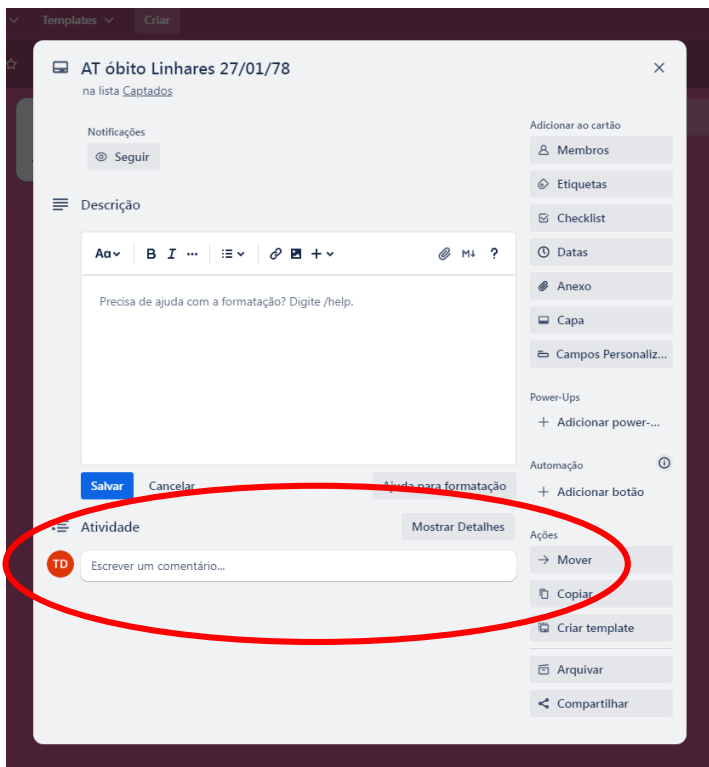 Templates
Criar
AT óbito Linhares 27/01/78
na lista Captados
Notificações
Seguir
Descrição
Aa B I ... M↓ ?
Precisa de ajuda com a formatação? Digite /help.
Salvar Cancelar Ajuda para formatação
Atividade Mostrar Detalhes
TD Escrever um comentário...
Adicionar ao cartão
Membros
Etiquetas
Checklist
Datas
Anexo
Capa
Campos Personaliz...
Power-Ups
+ Adicionar power-...
Automação
+ Adicionar botão
Ações
→ Mover
Copiar
Criar template
Arquivar
Compartilhar